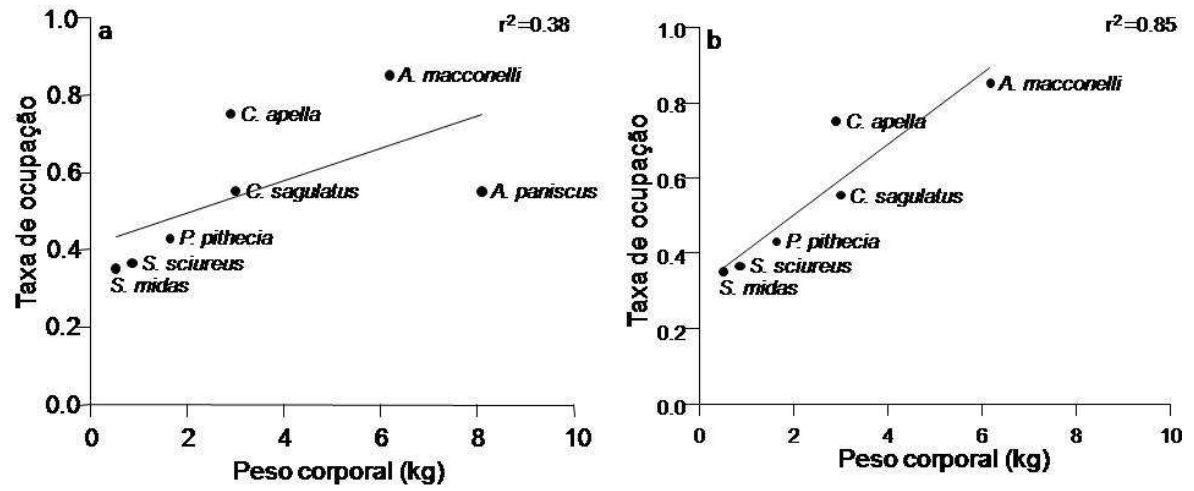 a
r²=0.38
1.0
0.8
0.6
0.4
0.2
0.0
Taxa de ocupação
A. macconelli
C. apella
C. sagulatus
A. paniscus
P. pithecia
S. sciureus
S. midas
0 2 4 6 8 10
Peso corporal (kg)
b
r²=0.85
1.0
0.8
0.6
0.4
0.2
0.0
Taxa de ocupação
A. macconelli
C. apella
C. sagulatus
P. pithecia
S. sciureus
S. midas
0 2 4 6 8 10
Peso corporal (kg)